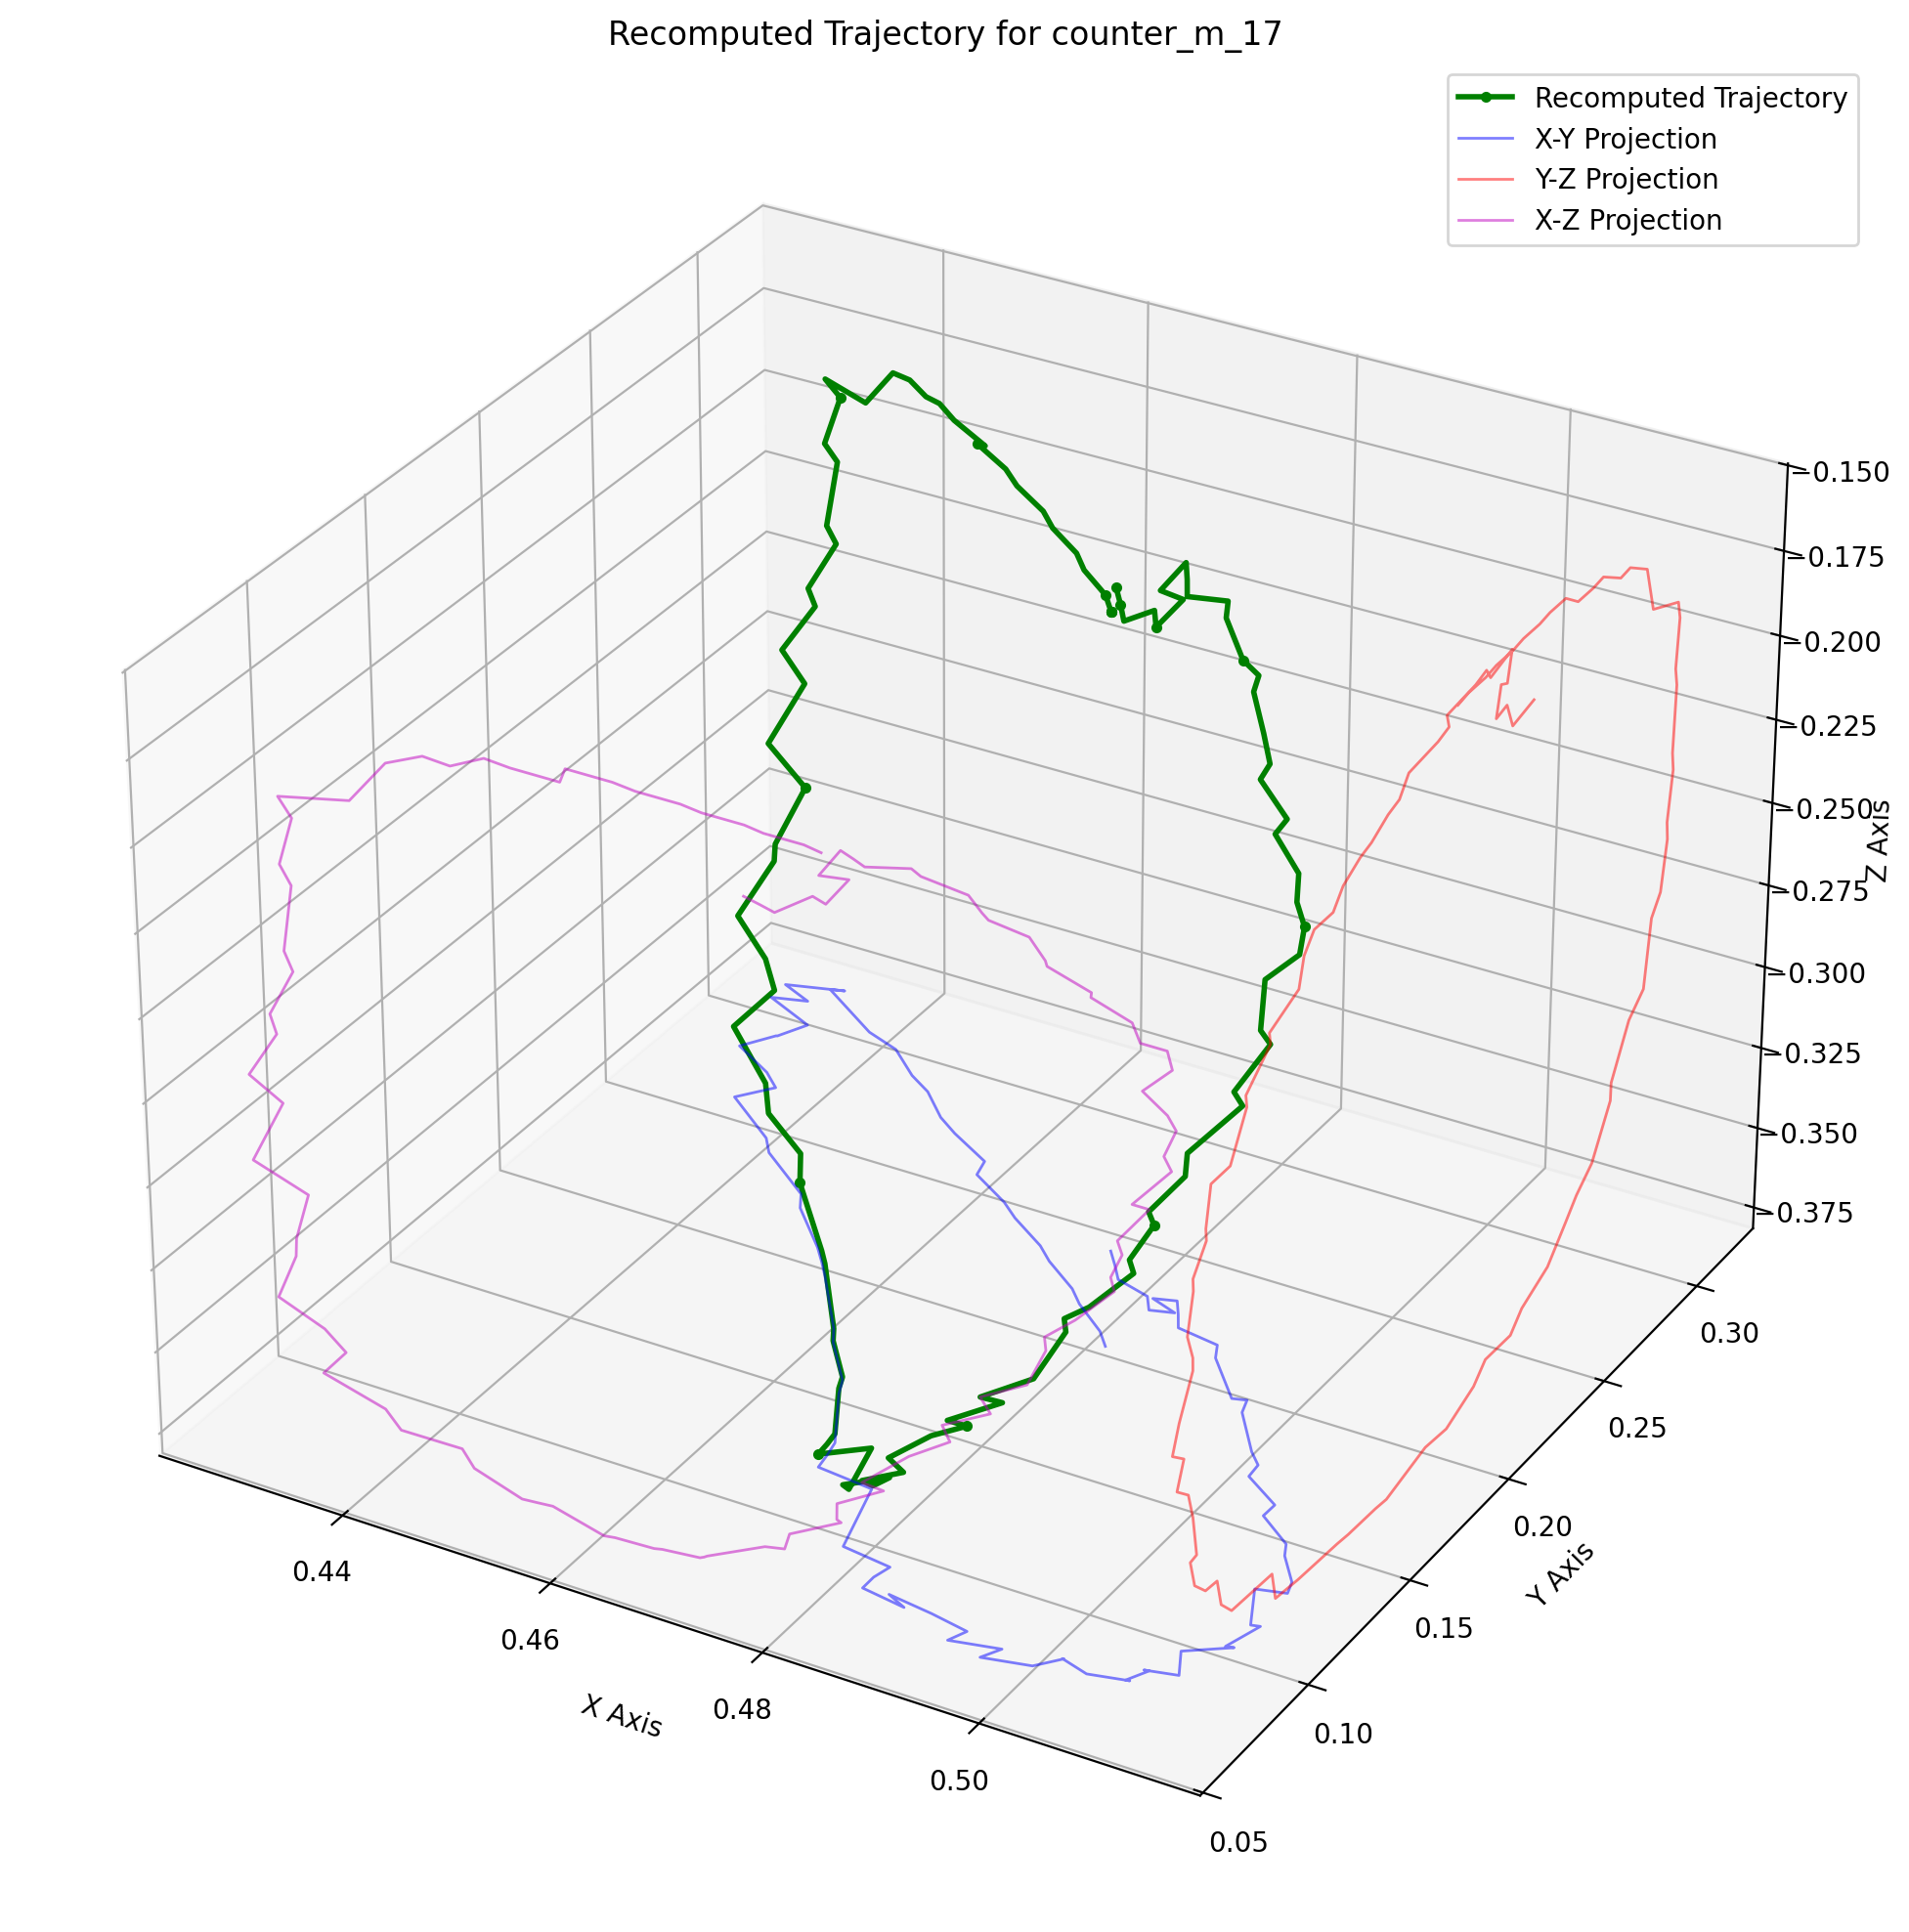 Recomputed Trajectory for counter_m_17
Recomputed Trajectory
X-Y Projection
Y-Z Projection
X-Z Projection
−0.150
−0.175
−0.200
−0.225
−0.250
−0.275
−0.300
−0.325
−0.350
−0.375
Z Axis
0.30
0.25
0.20
0.15
0.10
0.05
Y Axis
0.44
0.46
0.48
0.50
X Axis